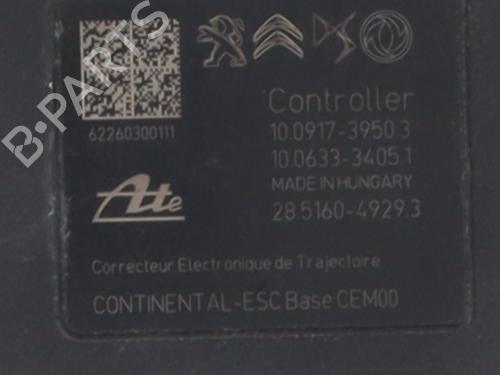 Controller
10.0917-3950.3
10.0633-3405.1
MADE IN HUNGARY
28.5160-4929.3
62260300111
Ate
Correcteur Electronique de Trajectoire
CONTINENTAL-ESC Base CEM00
B-PARTS